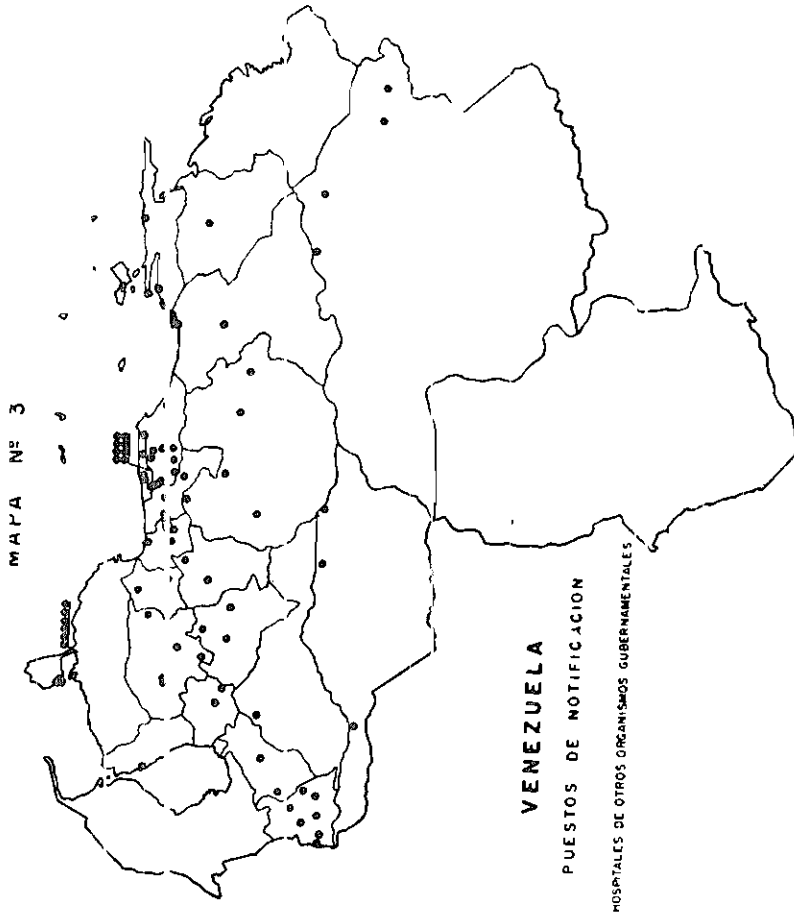 MAPA Nº 3
VENEZUELA
PUESTOS DE NOTIFICACION
HOSPITALES DE OTROS ORGANISMOS GUBERNAMENTALES